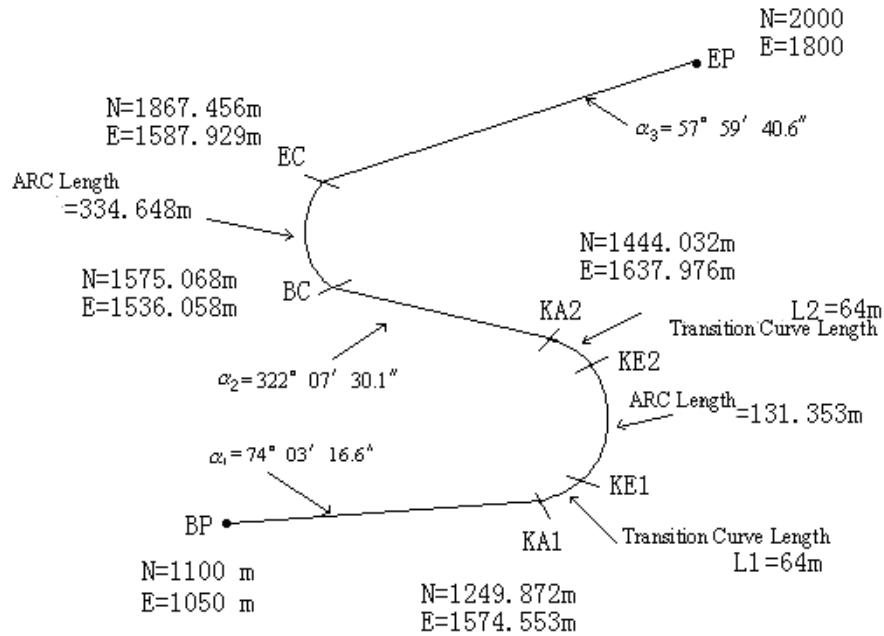 N=2000
E=1800
EP
α3=57° 59′ 40.6″
N=1867.456m
E=1587.929m
EC
ARC Length
=334.648m
N=1575.068m
E=1536.058m
BC
N=1444.032m
E=1637.976m
KA2
L2=64m
Transition Curve Length
KE2
α2=322° 07′ 30.1″
ARC Length
=131.353m
α1=74° 03′ 16.6″
KE1
BP
KA1
Transition Curve Length
L1=64m
N=1100 m
E=1050 m
N=1249.872m
E=1574.553m